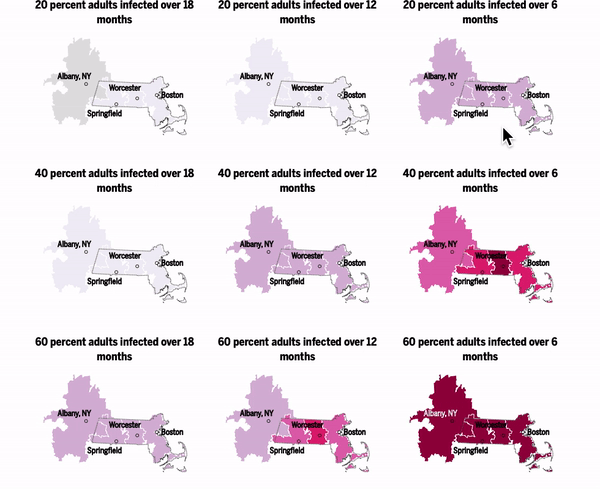 20 percent adults infected over 18
months
20 percent adults infected over 12
months
20 percent adults infected over 6
months
Albany, NY
Worcester
Boston
Springfield
Albany, NY
Worcester
Boston
Springfield
Albany, NY
Worcester
Boston
Springfield
40 percent adults infected over 18
months
40 percent adults infected over 12
months
40 percent adults infected over 6
months
Albany, NY
Worcester
Boston
Springfield
Albany, NY
Worcester
Boston
Springfield
Albany, NY
Worcester
Boston
Springfield
60 percent adults infected over 18
months
60 percent adults infected over 12
months
60 percent adults infected over 6
months
Albany, NY
Worcester
Boston
Springfield
Albany, NY
Worcester
Boston
Springfield
Albany, NY
Worcester
Boston
Springfield